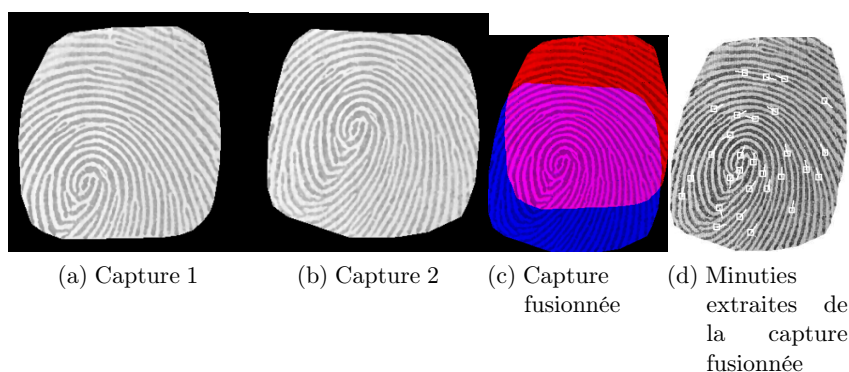 (a) Capture 1
(b) Capture 2
(c) Capture
fusionnée
(d) Minuties
extraites de
la capture
fusionnée